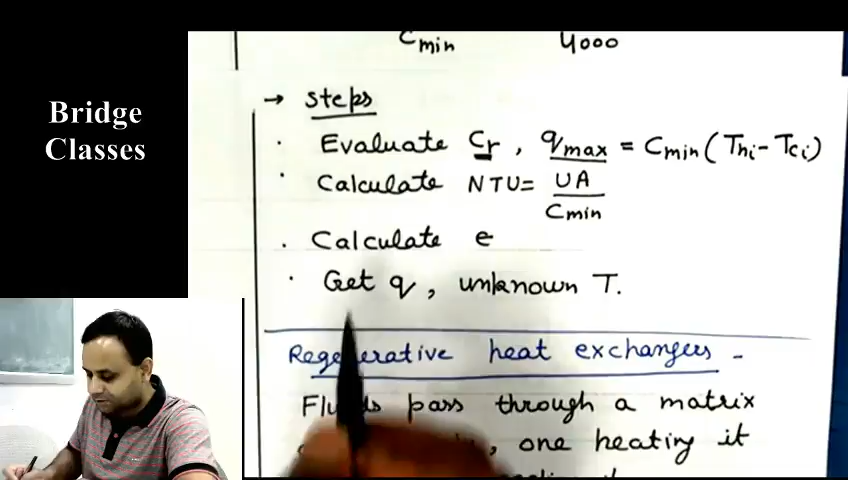 Bridge
Classes
Cmin 4000
→ steps
· Evaluate Cr, qmax = Cmin(Thi - Tci)
· Calculate NTU = UA
Cmin
· Calculate e
· Get q, unknown T.
Regenerative heat exchangers -
Fluids pass through a matrix
, one heating it